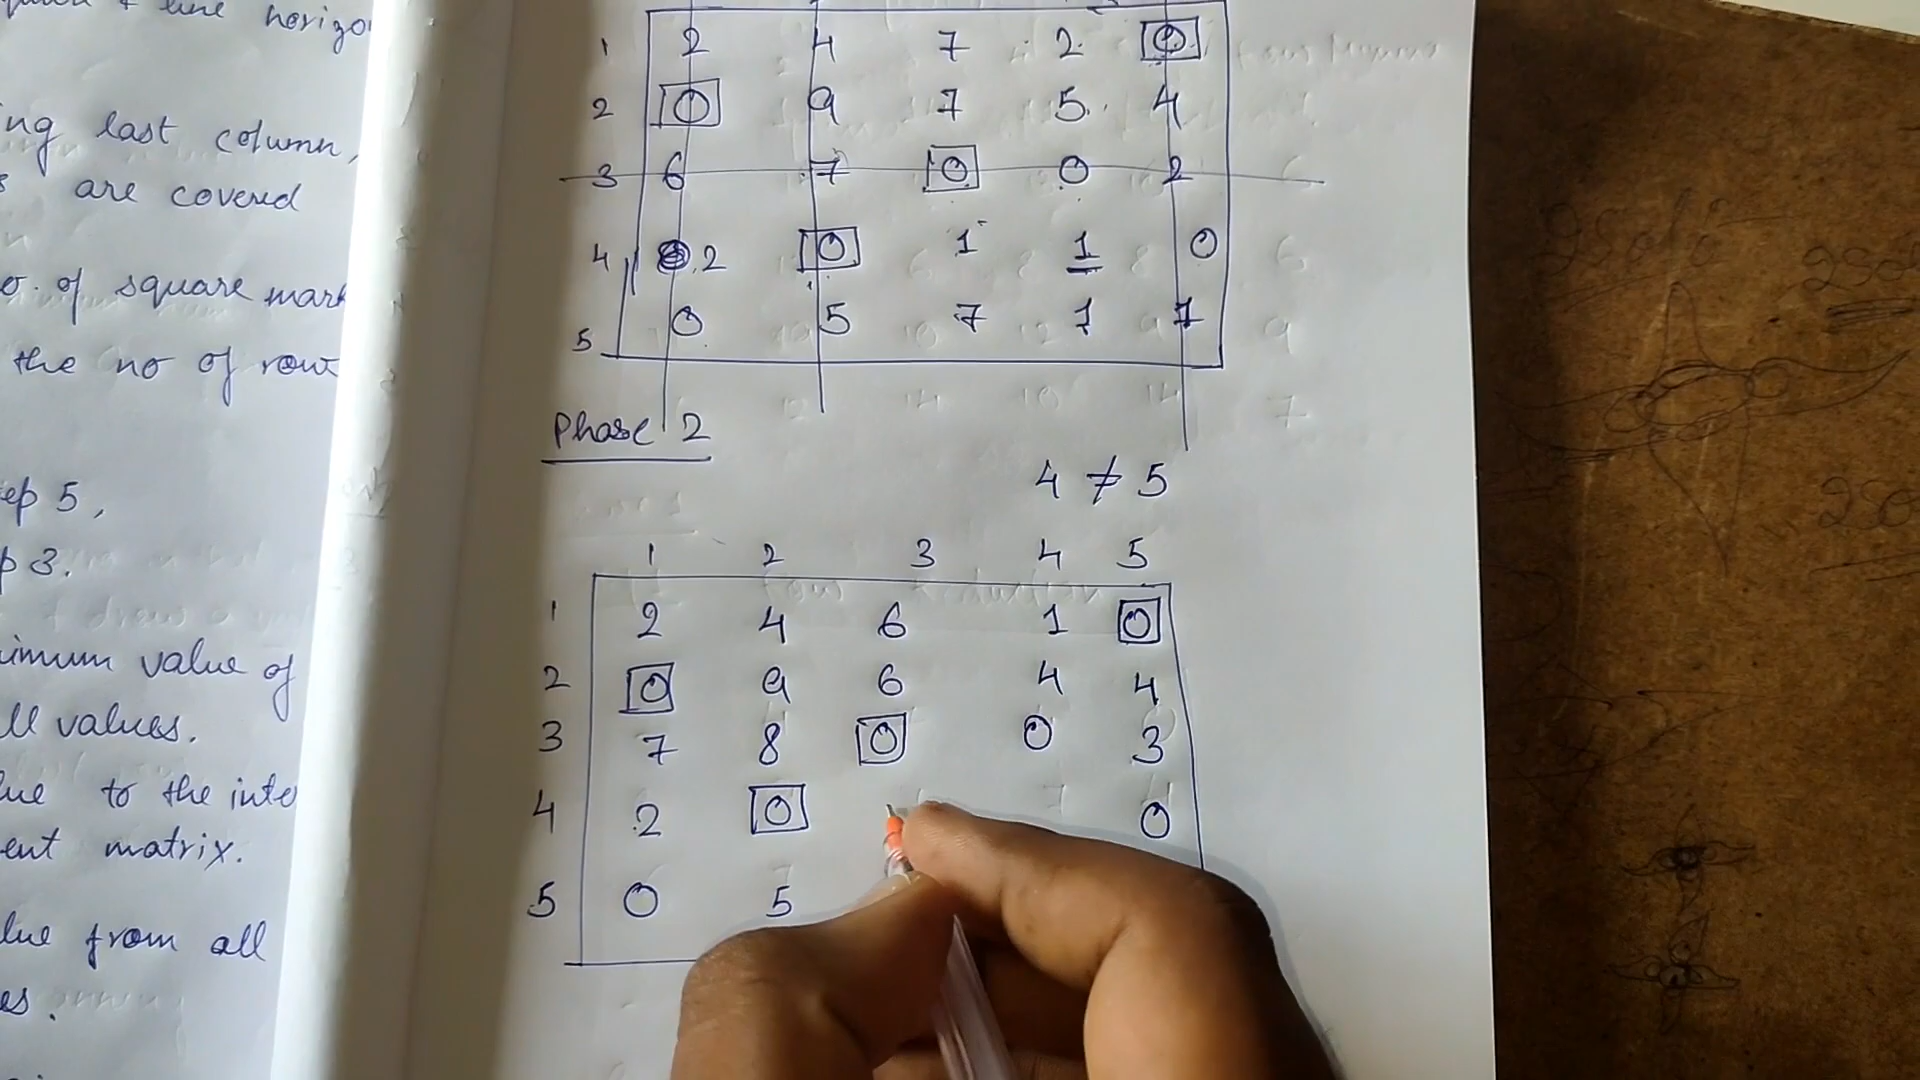 line horizo
ing last column,
are covered
o. of square mark
the no of row
ep 5,
p 3.
imum value of
ll values.
lue to the inte
ent matrix.
lue from all
es.
1 2 4 7 2 0
2 0 9 7 5 4
3 6 7 0 0 2
4 2 0 1 1 0
5 0 5 7 1 7
Phase 2
4 ≠ 5
1 2 3 4 5
1 2 4 6 1 0
2 0 9 6 4 4
3 7 8 0 0 3
4 2 0 0
5 0 5